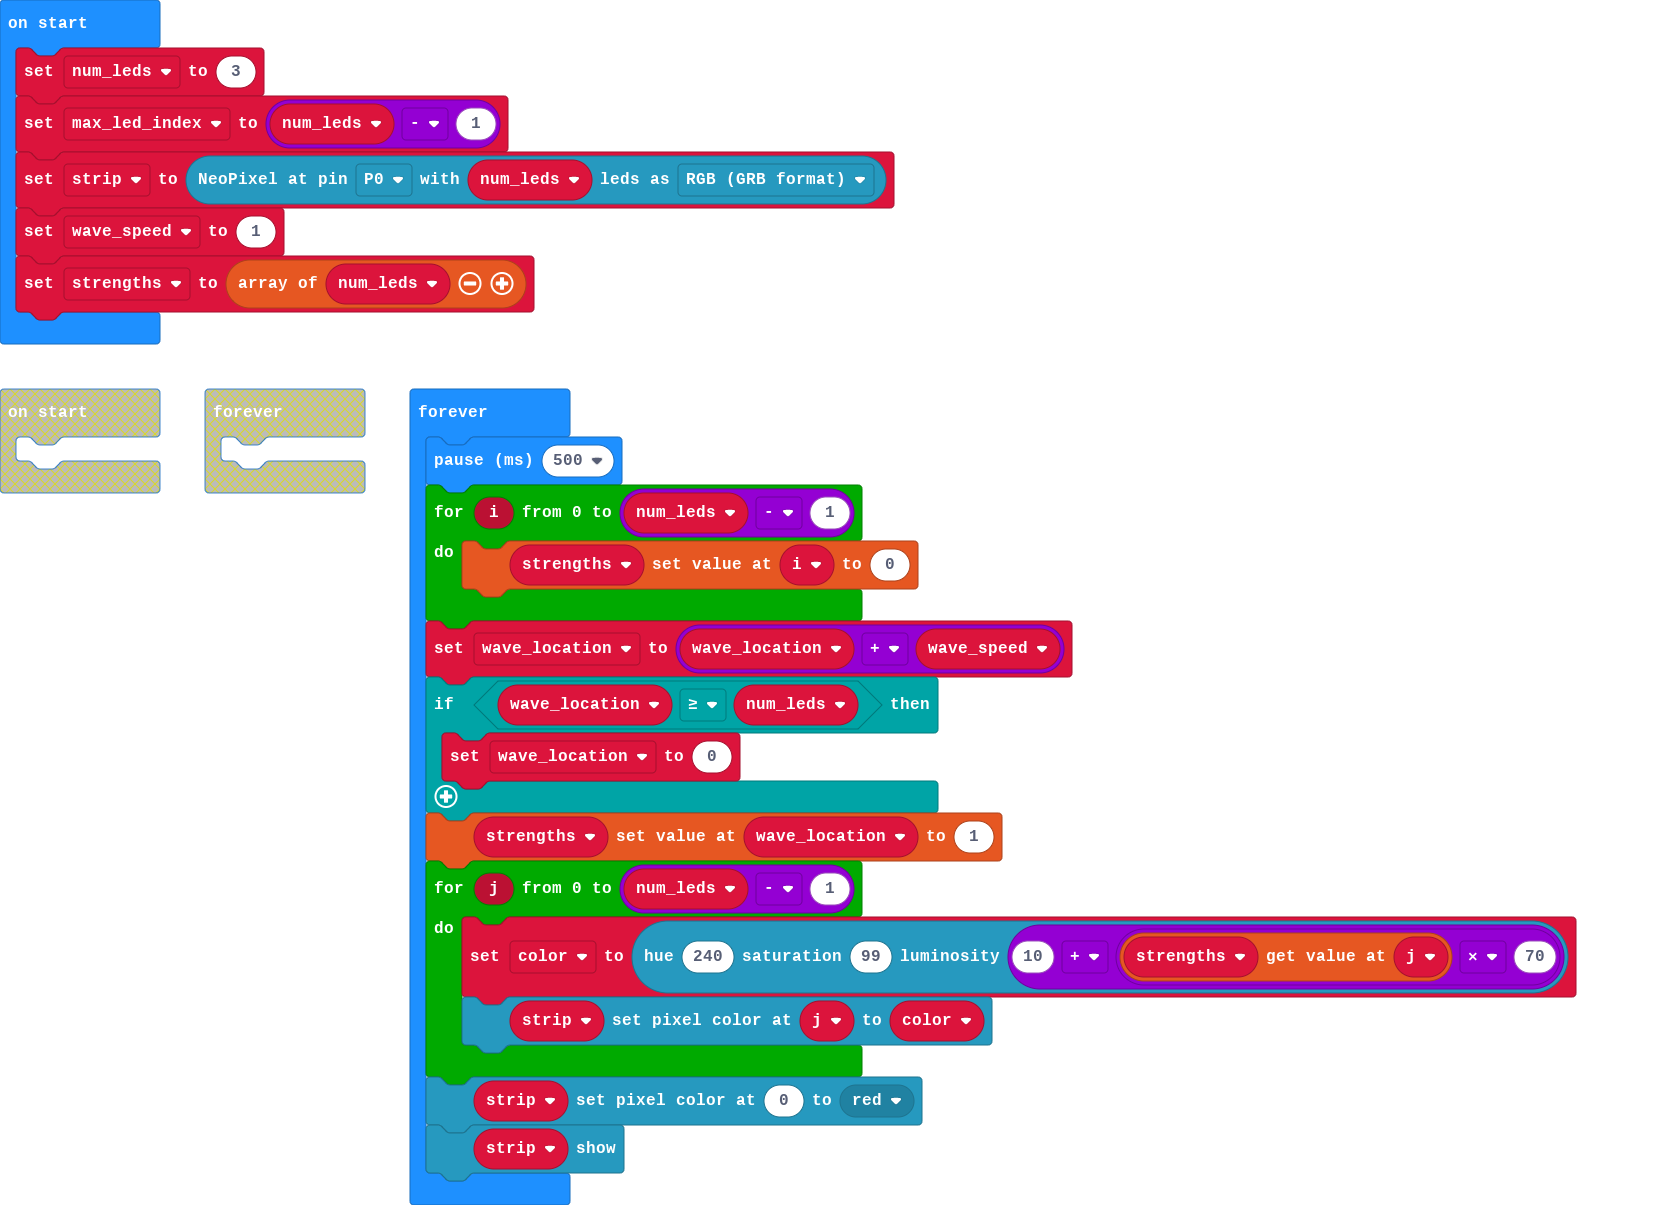 on start
set num_leds to 3
set max_led_index to num_leds - 1
set strip to NeoPixel at pin P0 with num_leds leds as RGB (GRB format)
set wave_speed to 1
set strengths to array of num_leds
on start
forever
forever
pause (ms) 500
for i from 0 to num_leds - 1
do
strengths set value at i to 0
set wave_location to wave_location + wave_speed
if wave_location ≥ num_leds then
set wave_location to 0
strengths set value at wave_location to 1
for j from 0 to num_leds - 1
do
set color to hue 240 saturation 99 luminosity 10 + strengths get value at j × 70
strip set pixel color at j to color
strip set pixel color at 0 to red
strip show